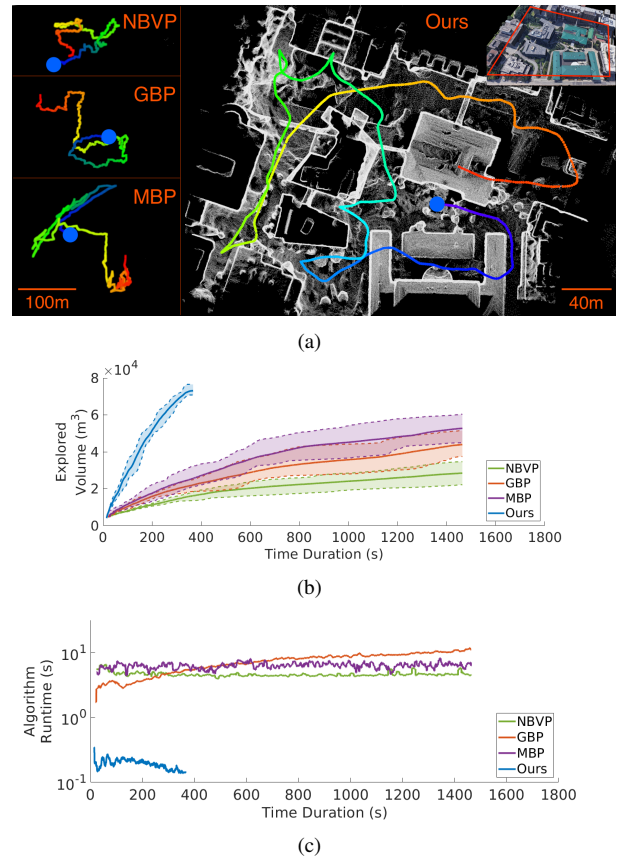 NBVP
GBP
MBP
100m
Ours
40m
(a)
×10⁴
8
6
4
2
0
Explored
Volume (m³)
0 200 400 600 800 1000 1200 1400 1600 1800
Time Duration (s)
NBVP
GBP
MBP
Ours
(b)
10¹
10⁰
10⁻¹
Algorithm
Runtime (s)
0 200 400 600 800 1000 1200 1400 1600 1800
Time Duration (s)
NBVP
GBP
MBP
Ours
(c)